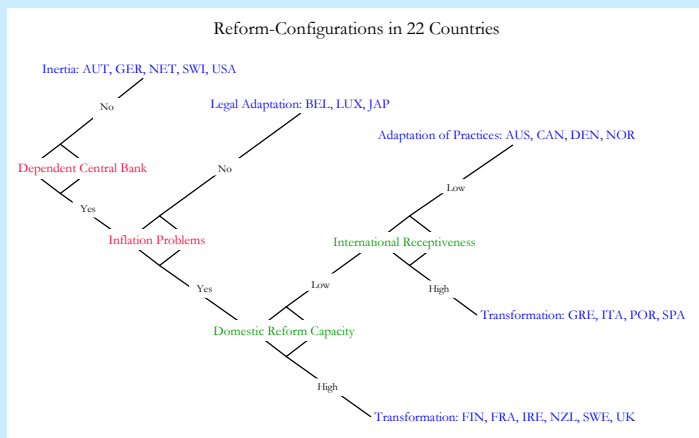 Reform-Configurations in 22 Countries
Inertia: AUT, GER, NET, SWI, USA
No
Legal Adaptation: BEL, LUX, JAP
Adaptation of Practices: AUS, CAN, DEN, NOR
Dependent Central Bank
No
Low
Yes
Inflation Problems
International Receptiveness
Yes
Low
High
Transformation: GRE, ITA, POR, SPA
Domestic Reform Capacity
High
Transformation: FIN, FRA, IRE, NZL, SWE, UK